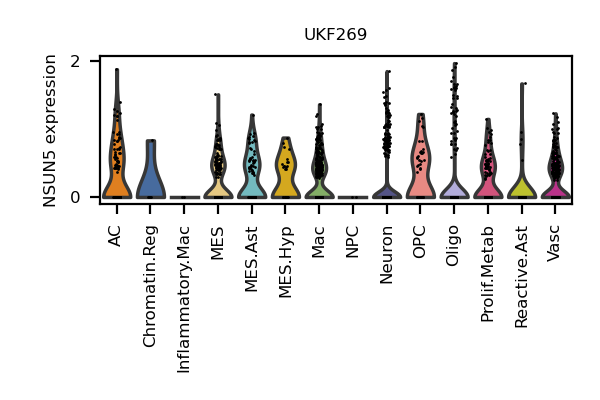 UKF269
NSUN5 expression
2
0
AC
Chromatin.Reg
Inflammatory.Mac
MES
MES.Ast
MES.Hyp
Mac
NPC
Neuron
OPC
Oligo
Prolif.Metab
Reactive.Ast
Vasc